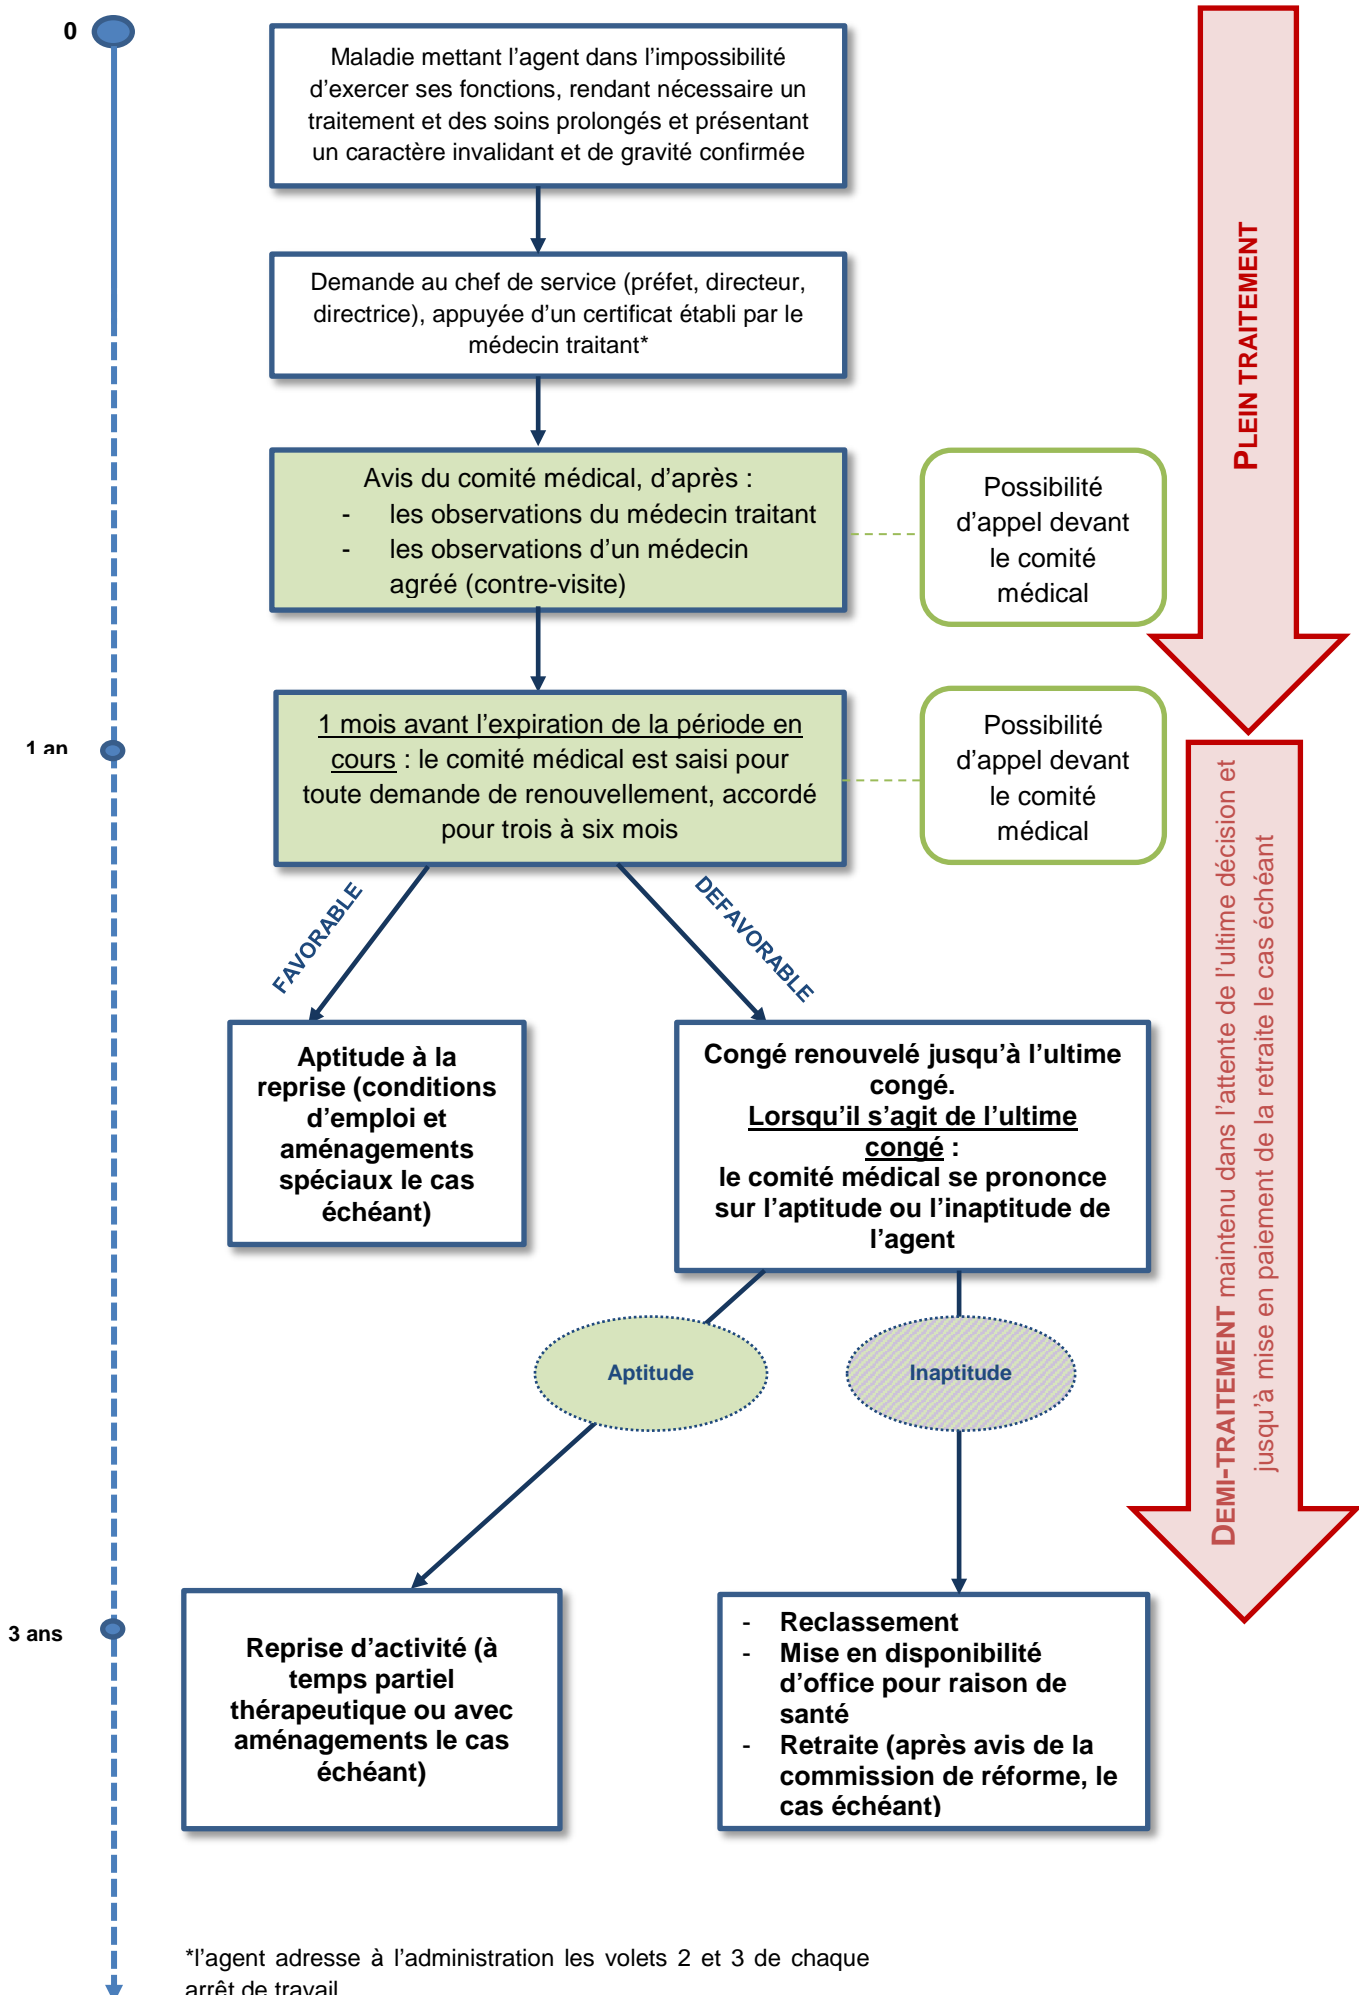 0
Maladie mettant l’agent dans l’impossibilité
d’exercer ses fonctions, rendant nécessaire un
traitement et des soins prolongés et présentant
un caractère invalidant et de gravité confirmée
Demande au chef de service (préfet, directeur,
directrice), appuyée d’un certificat établi par le
médecin traitant*
PLEIN TRAITEMENT
Avis du comité médical, d’après :
- les observations du médecin traitant
- les observations d’un médecin
agréé (contre-visite)
Possibilité
d’appel devant
le comité
médical
1 an
1 mois avant l’expiration de la période en
cours : le comité médical est saisi pour
toute demande de renouvellement, accordé
pour trois à six mois
Possibilité
d’appel devant
le comité
médical
DEMI-TRAITEMENT maintenu dans l’attente de l’ultime décision et
jusqu’à mise en paiement de la retraite le cas échéant
FAVORABLE
DEFAVORABLE
Aptitude à la
reprise (conditions
d’emploi et
aménagements
spéciaux le cas
échéant)
Congé renouvelé jusqu’à l’ultime
congé.
Lorsqu’il s’agit de l’ultime
congé :
le comité médical se prononce
sur l’aptitude ou l’inaptitude de
l’agent
Aptitude
Inaptitude
3 ans
Reprise d’activité (à
temps partiel
thérapeutique ou avec
aménagements le cas
échéant)
- Reclassement
- Mise en disponibilité
d’office pour raison de
santé
- Retraite (après avis de la
commission de réforme, le
cas échéant)
*l’agent adresse à l’administration les volets 2 et 3 de chaque
arrêt de travail